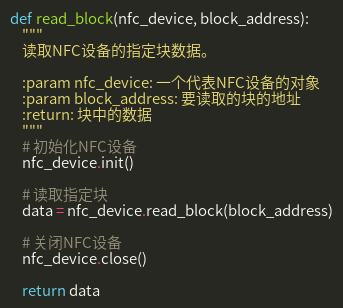 def read_block(nfc_device, block_address):
"""
读取NFC设备的指定块数据。
:param nfc_device: 一个代表NFC设备的对象
:param block_address: 要读取的块的地址
:return: 块中的数据
"""
# 初始化NFC设备
nfc_device.init()
# 读取指定块
data = nfc_device.read_block(block_address)
# 关闭NFC设备
nfc_device.close()
return data